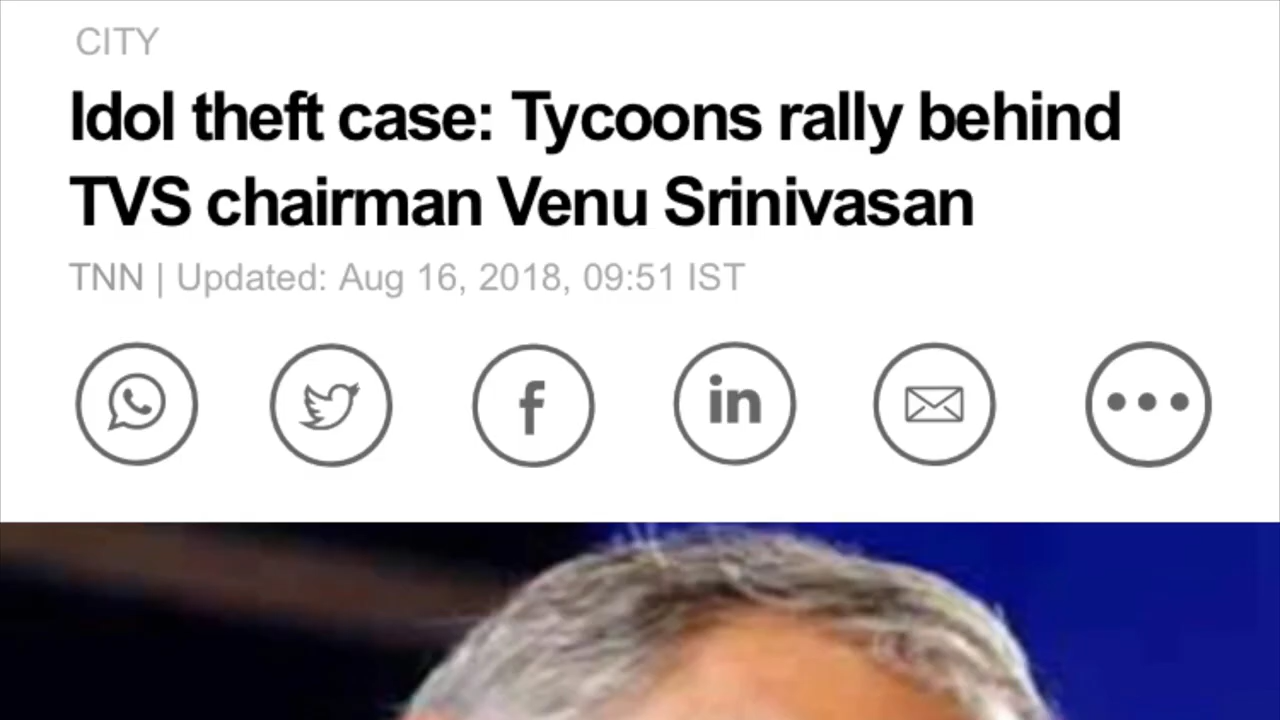 CITY
Idol theft case: Tycoons rally behind
TVS chairman Venu Srinivasan
TNN | Updated: Aug 16, 2018, 09:51 IST
f
in